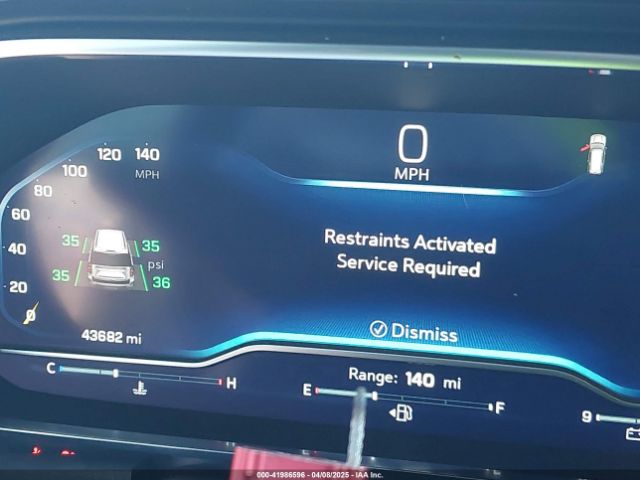 0
MPH
120 140
100 MPH
80
60
40
20
0
35 35
psi
35 36
Restraints Activated
Service Required
43682 mi
Dismiss
C H
Range: 140 mi
E F
9
000-41986596 - 04/08/2025 - IAA Inc.